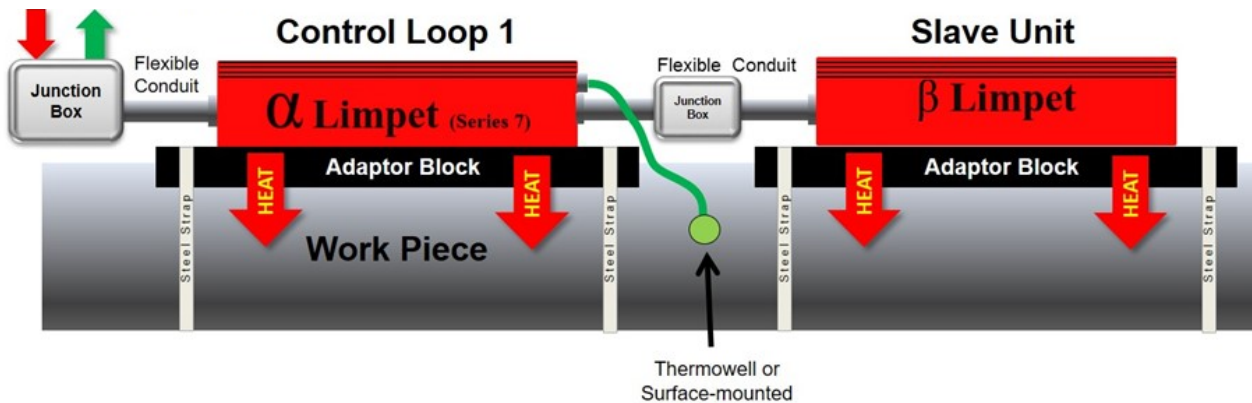 Control Loop 1
Slave Unit
Junction
Box
Flexible
Conduit
α Limpet (Series 7)
Flexible Conduit
Junction
Box
β Limpet
Adaptor Block
Adaptor Block
HEAT
HEAT
HEAT
HEAT
Steel Strap
Steel Strap
Steel Strap
Steel Strap
Work Piece
Thermowell or
Surface-mounted